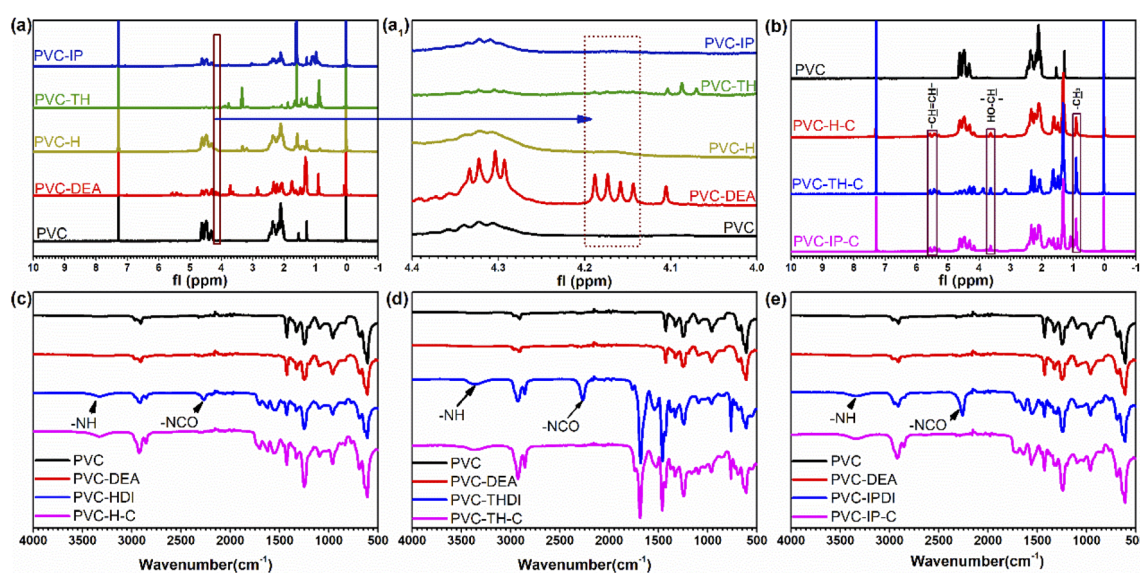 (a)
PVC-IP
PVC-TH
PVC-H
PVC-DEA
PVC
10 9 8 7 6 5 4 3 2 1 0 -1
fl (ppm)
(a1)
PVC-IP
PVC-TH
PVC-H
PVC-DEA
PVC
4.4 4.3 4.2 4.1 4.0
fl (ppm)
(b)
PVC
-CH=CH-
HO-CH-
-CH3
PVC-H-C
PVC-TH-C
PVC-IP-C
10 9 8 7 6 5 4 3 2 1 0 -1
fl (ppm)
(c)
-NH
-NCO
PVC
PVC-DEA
PVC-HDI
PVC-H-C
4000 3500 3000 2500 2000 1500 1000 500
Wavenumber(cm-1)
(d)
-NH
-NCO
PVC
PVC-DEA
PVC-THDI
PVC-TH-C
4000 3500 3000 2500 2000 1500 1000 500
Wavenumber(cm-1)
(e)
-NH
-NCO
PVC
PVC-DEA
PVC-IPDI
PVC-IP-C
4000 3500 3000 2500 2000 1500 1000 500
Wavenumber(cm-1)